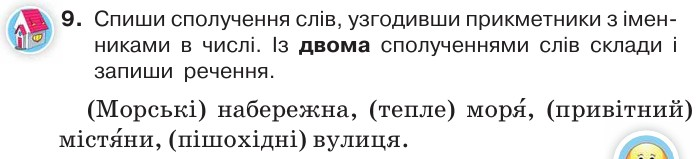 9. Спиши сполучення слів, узгодивши прикметники з імен-
никами в числі. Із двома сполученнями слів склади і
запиши речення.
(Морські) набережна, (тепле) моря́, (привітний)
містя́ни, (пішохідні) вулиця.